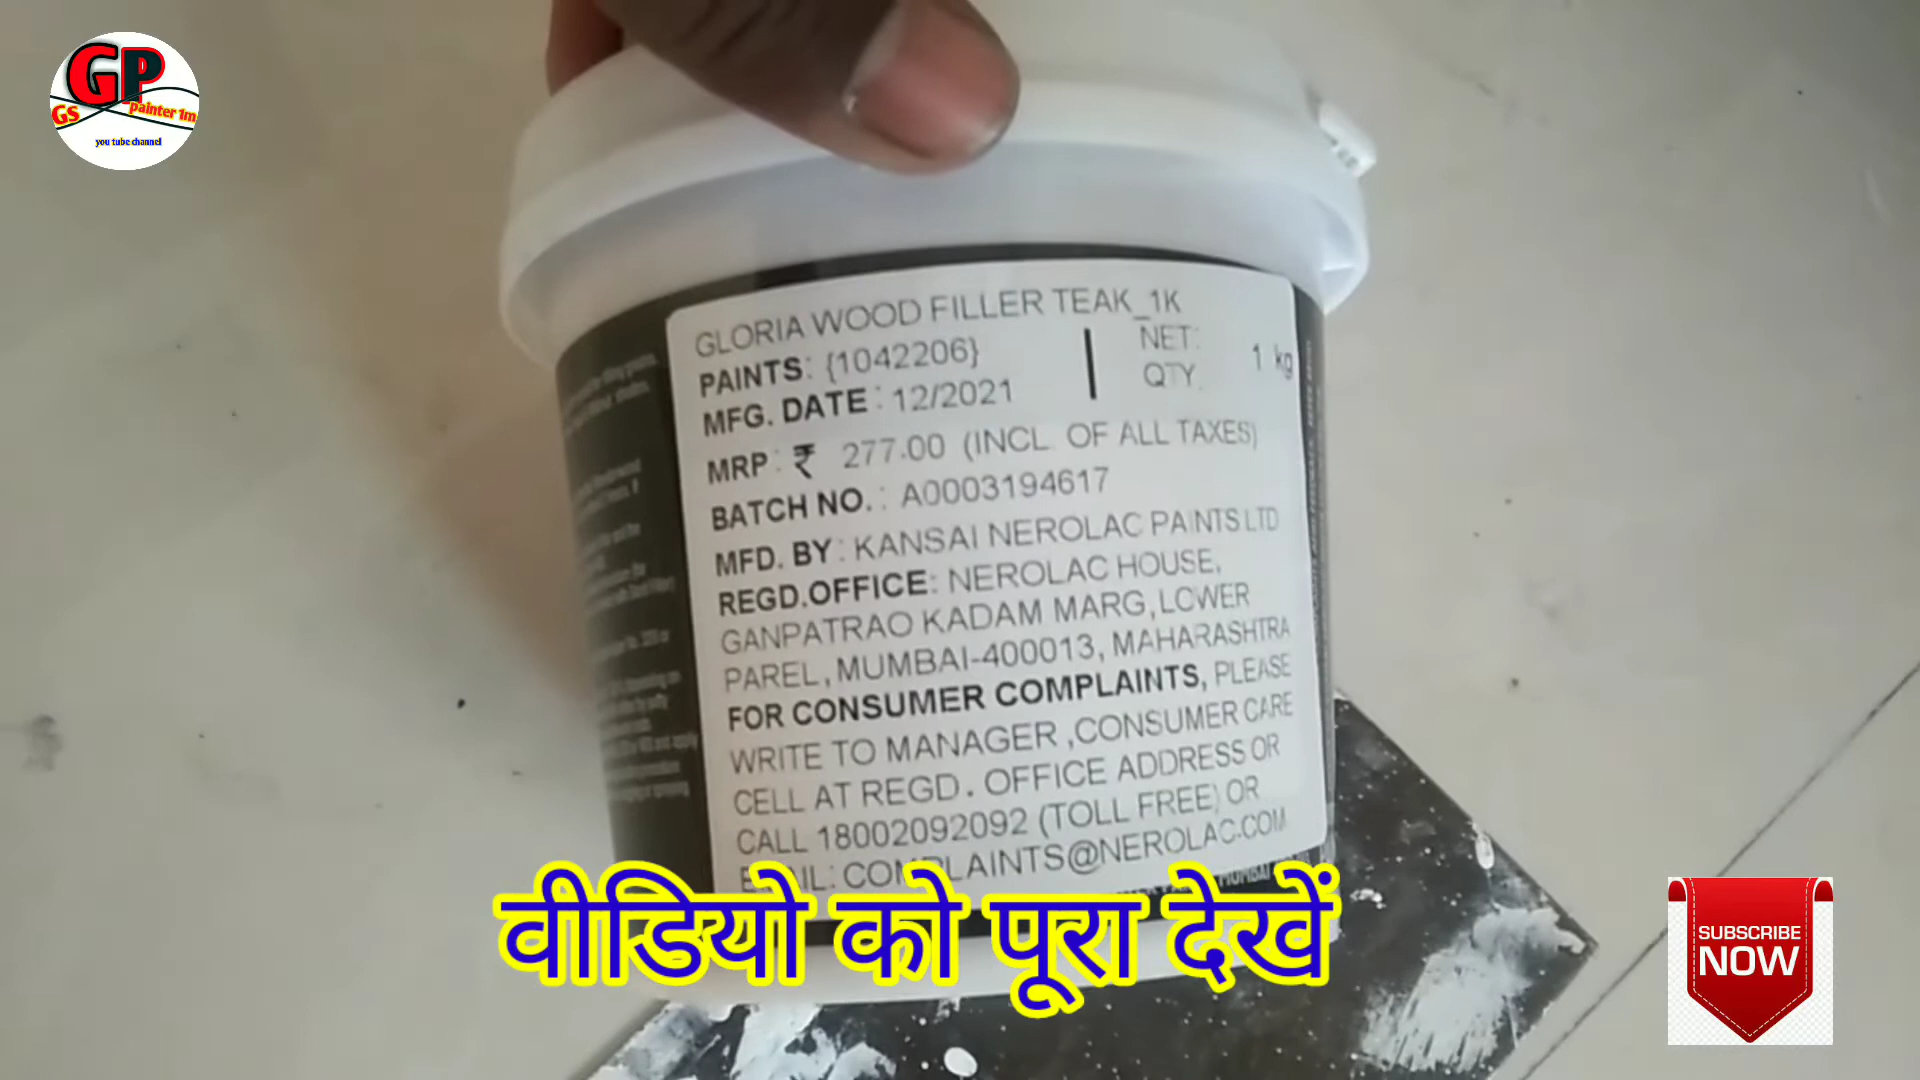 GP
GS painter 1m
you tube channel
GLORIA WOOD FILLER TEAK_1K
PAINTS: {1042206}
NET: QTY. 1 kg
MFG. DATE : 12/2021
MRP : ₹ 277.00 (INCL. OF ALL TAXES)
BATCH NO. : A0003194617
MFD. BY : KANSAI NEROLAC PAINTS LTD
REGD.OFFICE: NEROLAC HOUSE,
GANPATRAO KADAM MARG, LOWER
PAREL, MUMBAI-400013, MAHARASHTRA
FOR CONSUMER COMPLAINTS, PLEASE
WRITE TO MANAGER ,CONSUMER CARE
CELL AT REGD. OFFICE ADDRESS OR
CALL 18002092092 (TOLL FREE) OR
EMAIL: COMPLAINTS@NEROLAC.COM
वीडियो को पूरा देखें
SUBSCRIBE
NOW